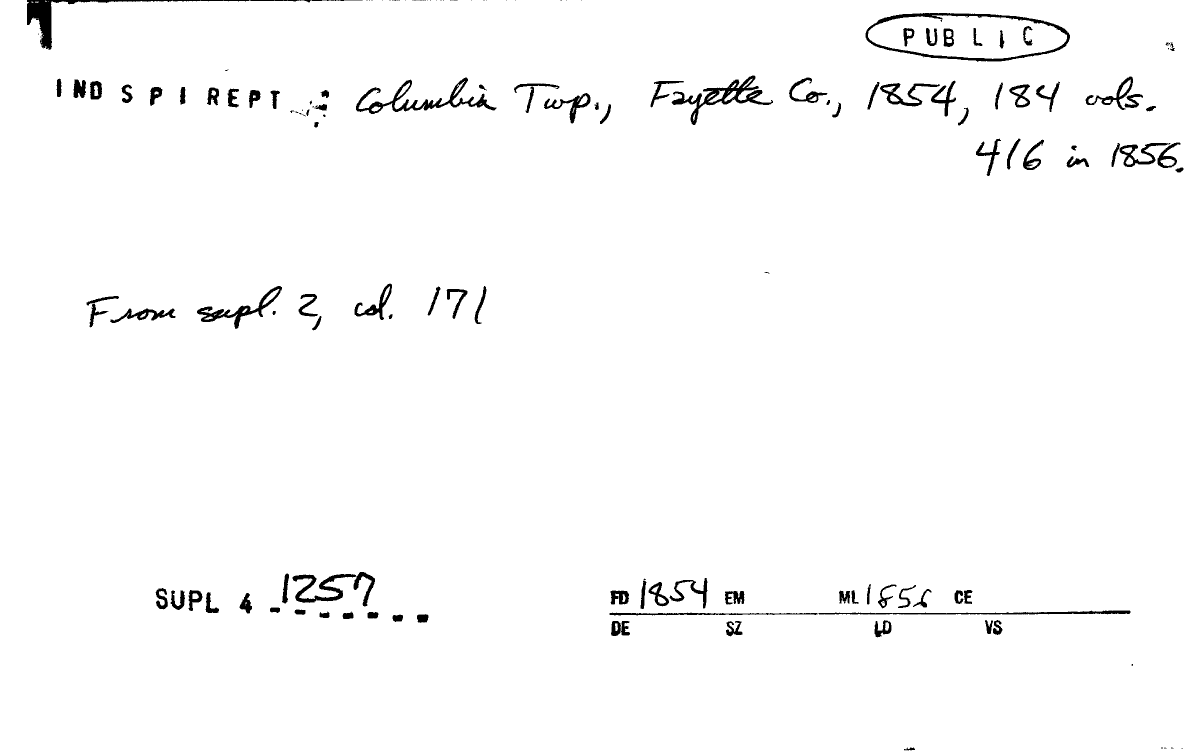 PUBLIC
IND SPI REPT : Columbia Twp., Fayette Co., 1854, 184 vols.
416 in 1856.
From supl. 2, col. 171
SUPL 4 1257
FD 1854 EM ML 1856 CE
DE SZ LD VS